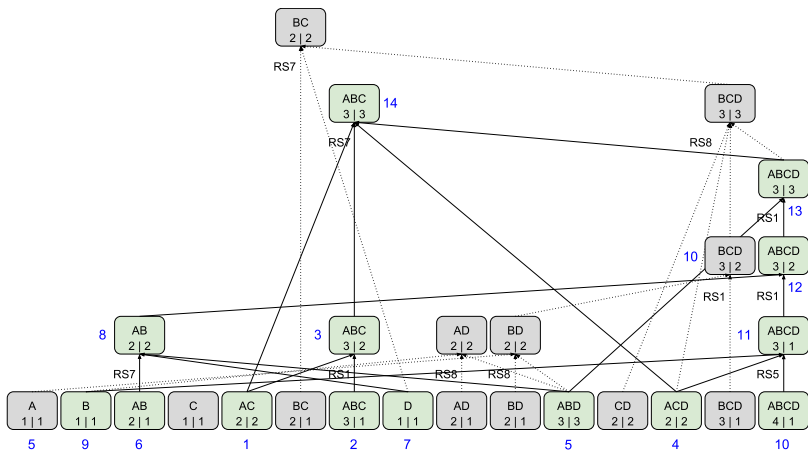 BC
2 | 2
RS7
ABC
3 | 3
14
BCD
3 | 3
RS7
RS8
ABCD
3 | 3
RS1
13
10
BCD
3 | 2
ABCD
3 | 2
RS1
RS1
12
8
AB
2 | 2
3
ABC
3 | 2
AD
2 | 2
BD
2 | 2
11
ABCD
3 | 1
RS7
RS1
RS8
RS8
RS5
A
1 | 1
B
1 | 1
AB
2 | 1
C
1 | 1
AC
2 | 2
BC
2 | 1
ABC
3 | 1
D
1 | 1
AD
2 | 1
BD
2 | 1
ABD
3 | 3
CD
2 | 2
ACD
2 | 2
BCD
3 | 1
ABCD
4 | 1
5
9
6
1
2
7
5
4
10